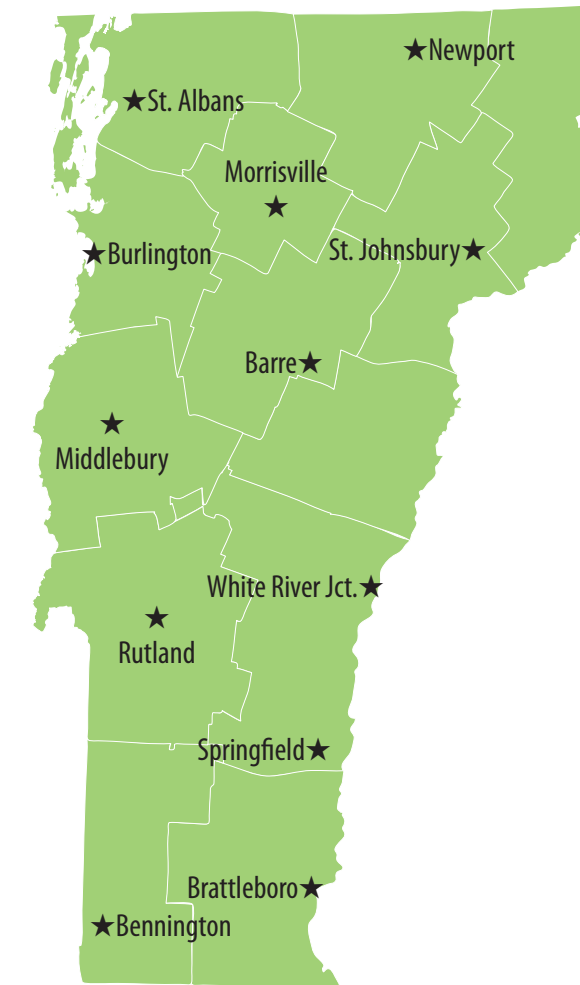 Newport
St. Albans
Morrisville
Burlington
St. Johnsbury
Barre
Middlebury
White River Jct.
Rutland
Springfield
Brattleboro
Bennington